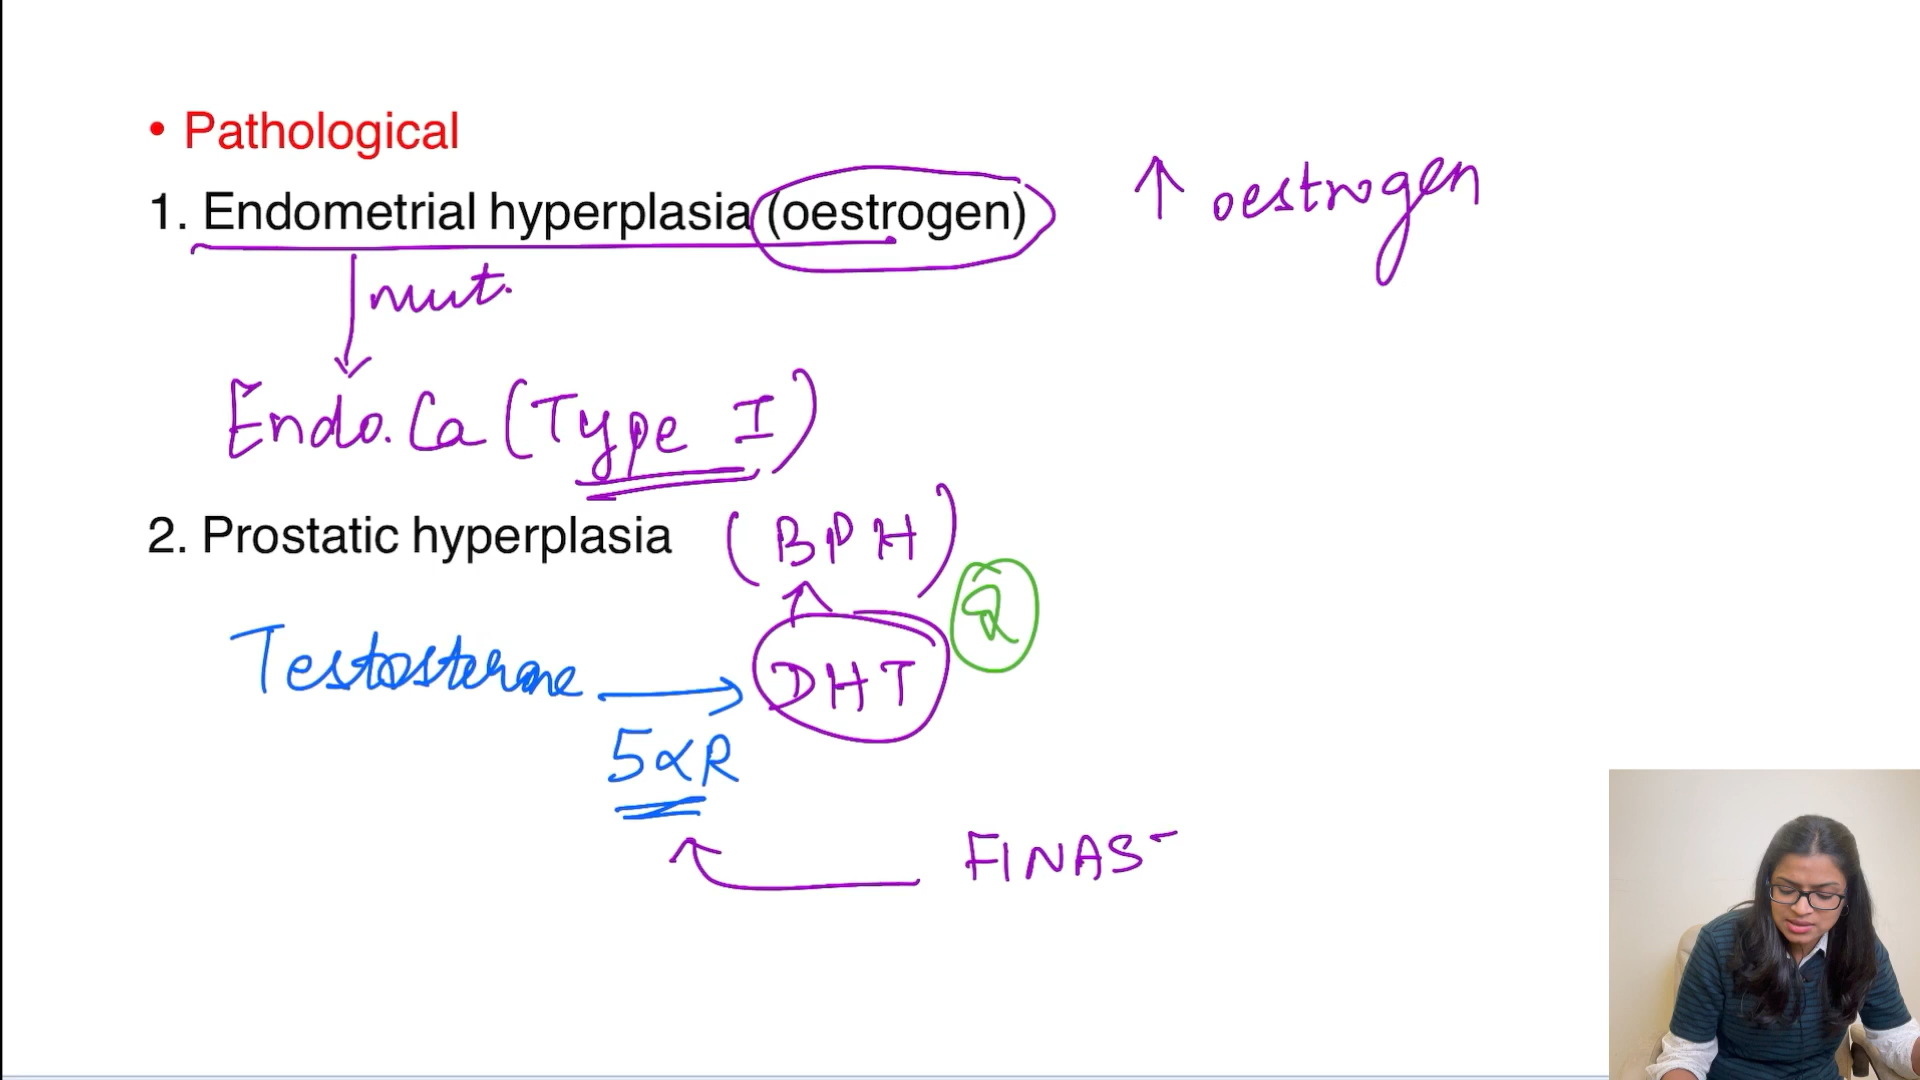 • Pathological
1. Endometrial hyperplasia (oestrogen) ↑ oestrogen
mut.
Endo. Ca (Type I)
2. Prostatic hyperplasia (BPH)
Q
Testosterone → DHT
5αR
FINAS